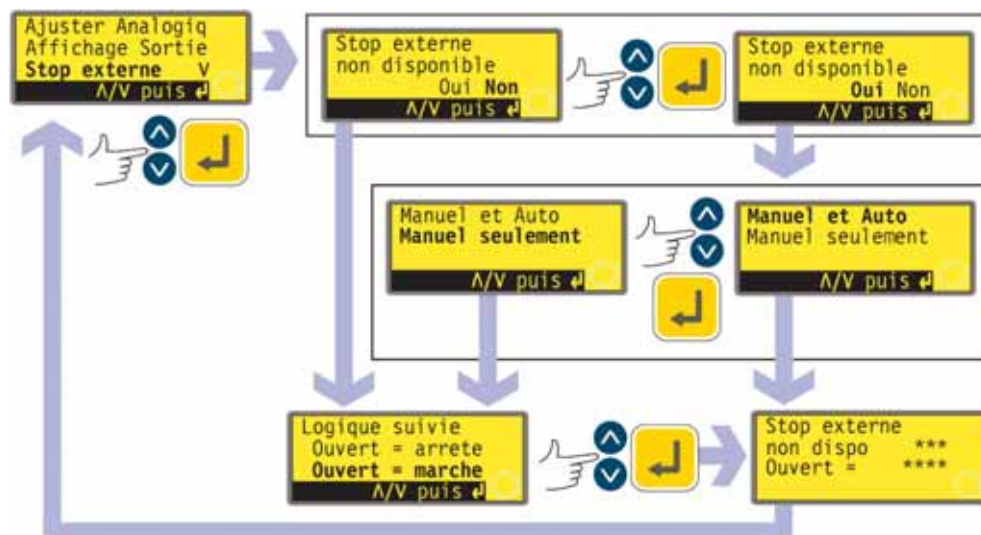 Ajuster Analogiq
Affichage Sortie
Stop externe V
Λ/V puis ↲
Stop externe
non disponible
Oui Non
Λ/V puis ↲
Stop externe
non disponible
Oui Non
Λ/V puis ↲
Manuel et Auto
Manuel seulement
Λ/V puis ↲
Manuel et Auto
Manuel seulement
Λ/V puis ↲
Logique suivie
Ouvert = arrete
Ouvert = marche
Λ/V puis ↲
Stop externe
non dispo ***
Ouvert = ****